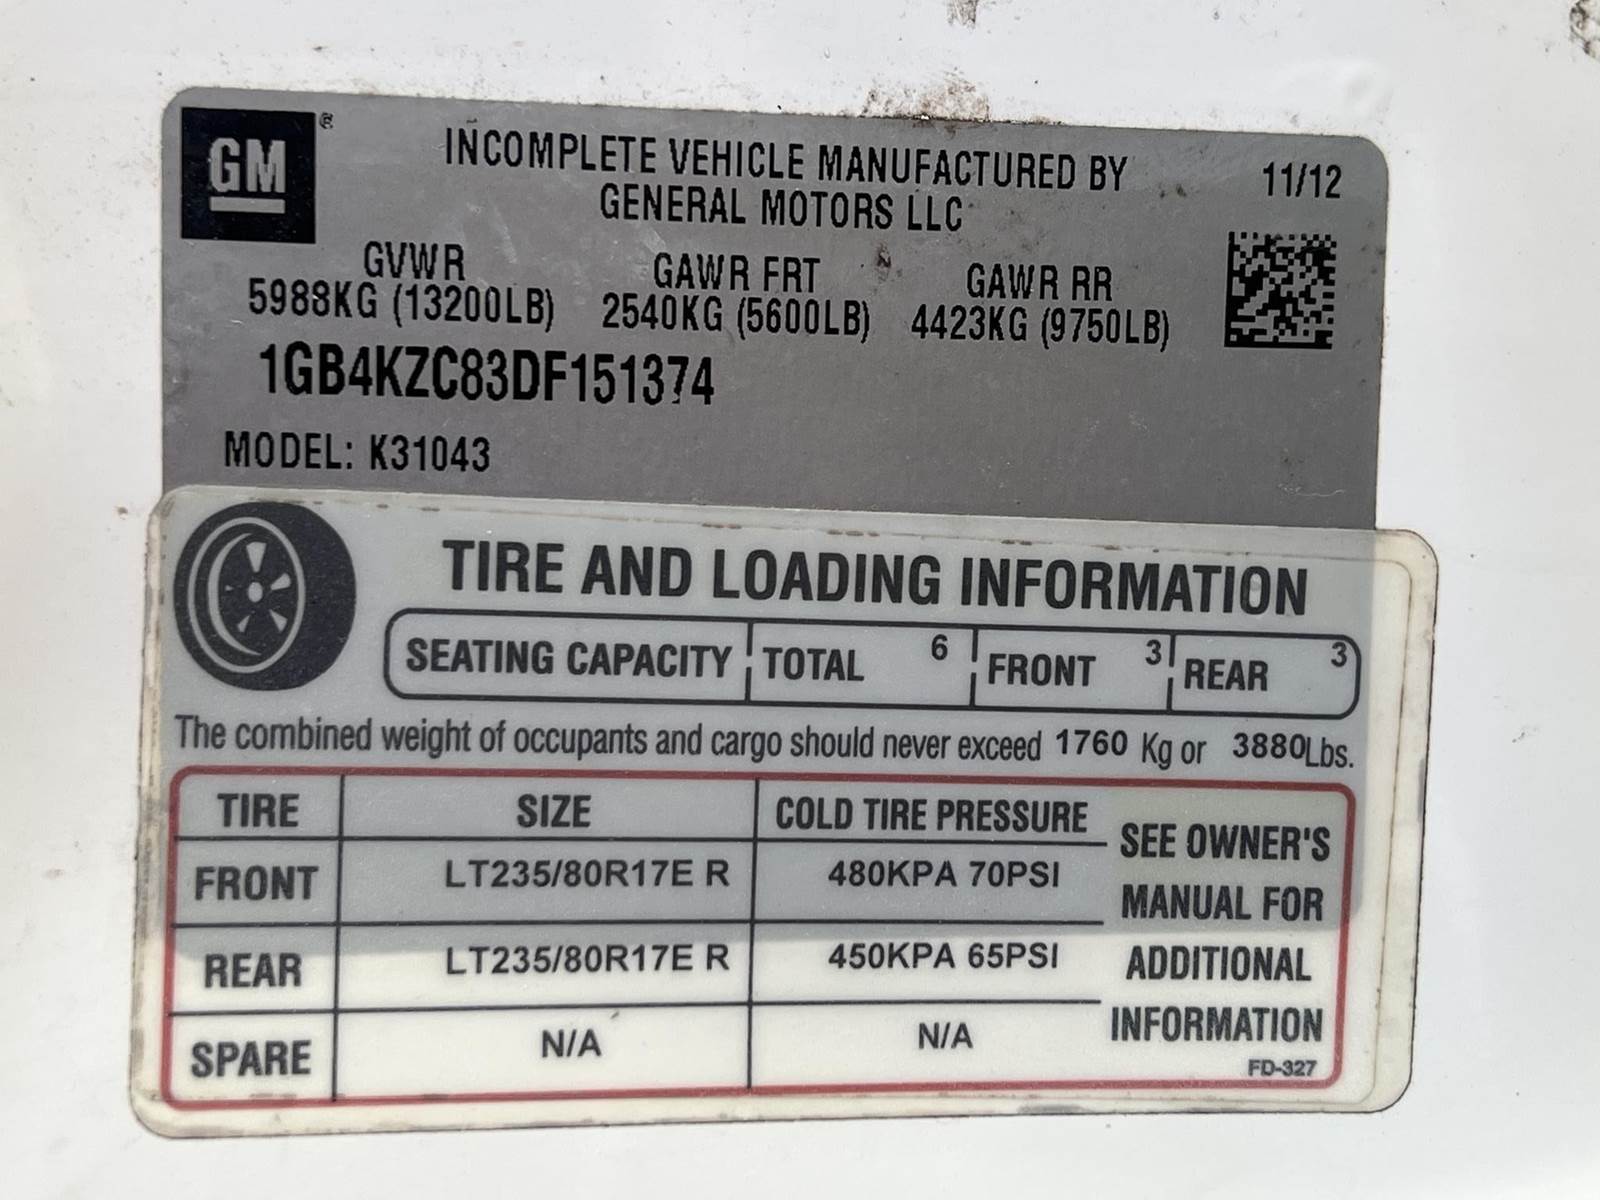 GM ®
INCOMPLETE VEHICLE MANUFACTURED BY
GENERAL MOTORS LLC
11/12
GVWR
5988KG (13200LB)
GAWR FRT
2540KG (5600LB)
GAWR RR
4423KG (9750LB)
1GB4KZC83DF151374
MODEL: K31043
TIRE AND LOADING INFORMATION
SEATING CAPACITY TOTAL 6 FRONT 3 REAR 3
The combined weight of occupants and cargo should never exceed 1760 Kg or 3880Lbs.
TIRE SIZE COLD TIRE PRESSURE
FRONT LT235/80R17E R 480KPA 70PSI
REAR LT235/80R17E R 450KPA 65PSI
SPARE N/A N/A
SEE OWNER'S
MANUAL FOR
ADDITIONAL
INFORMATION
FD-327